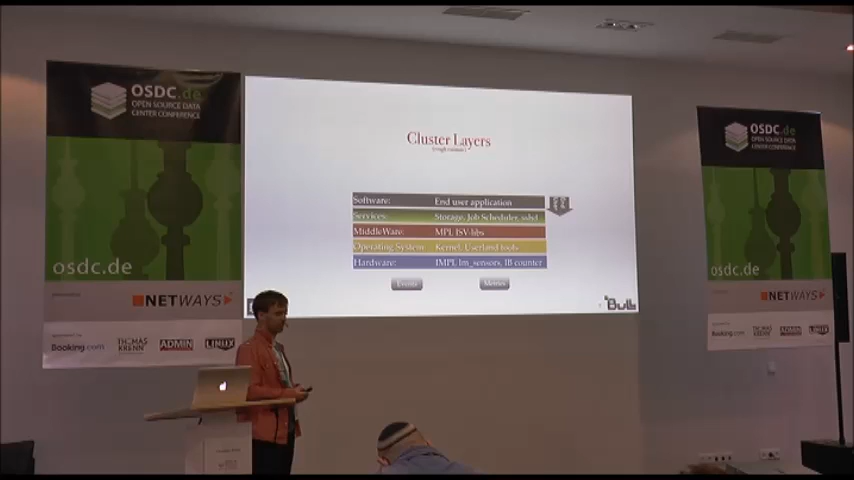 OSDC.de
OPEN SOURCE DATA
CENTER CONFERENCE
osdc.de
NETWAYS
Booking.com
THOMAS
KRENN
ADMIN
LINUX
Cluster Layers
Software: End user application
Services: Storage, Job Scheduler, sshd
MiddleWare: MPI, ISV-libs
Operating System: Kernel, Userland tools
Hardware: IMPI, lm_sensors, IB counter
Events
Metrics
Bull
OSDC.de
OPEN SOURCE DATA
CENTER CONFERENCE
osdc.de
NETWAYS
Booking.com
THOMAS
KRENN
ADMIN
LINUX